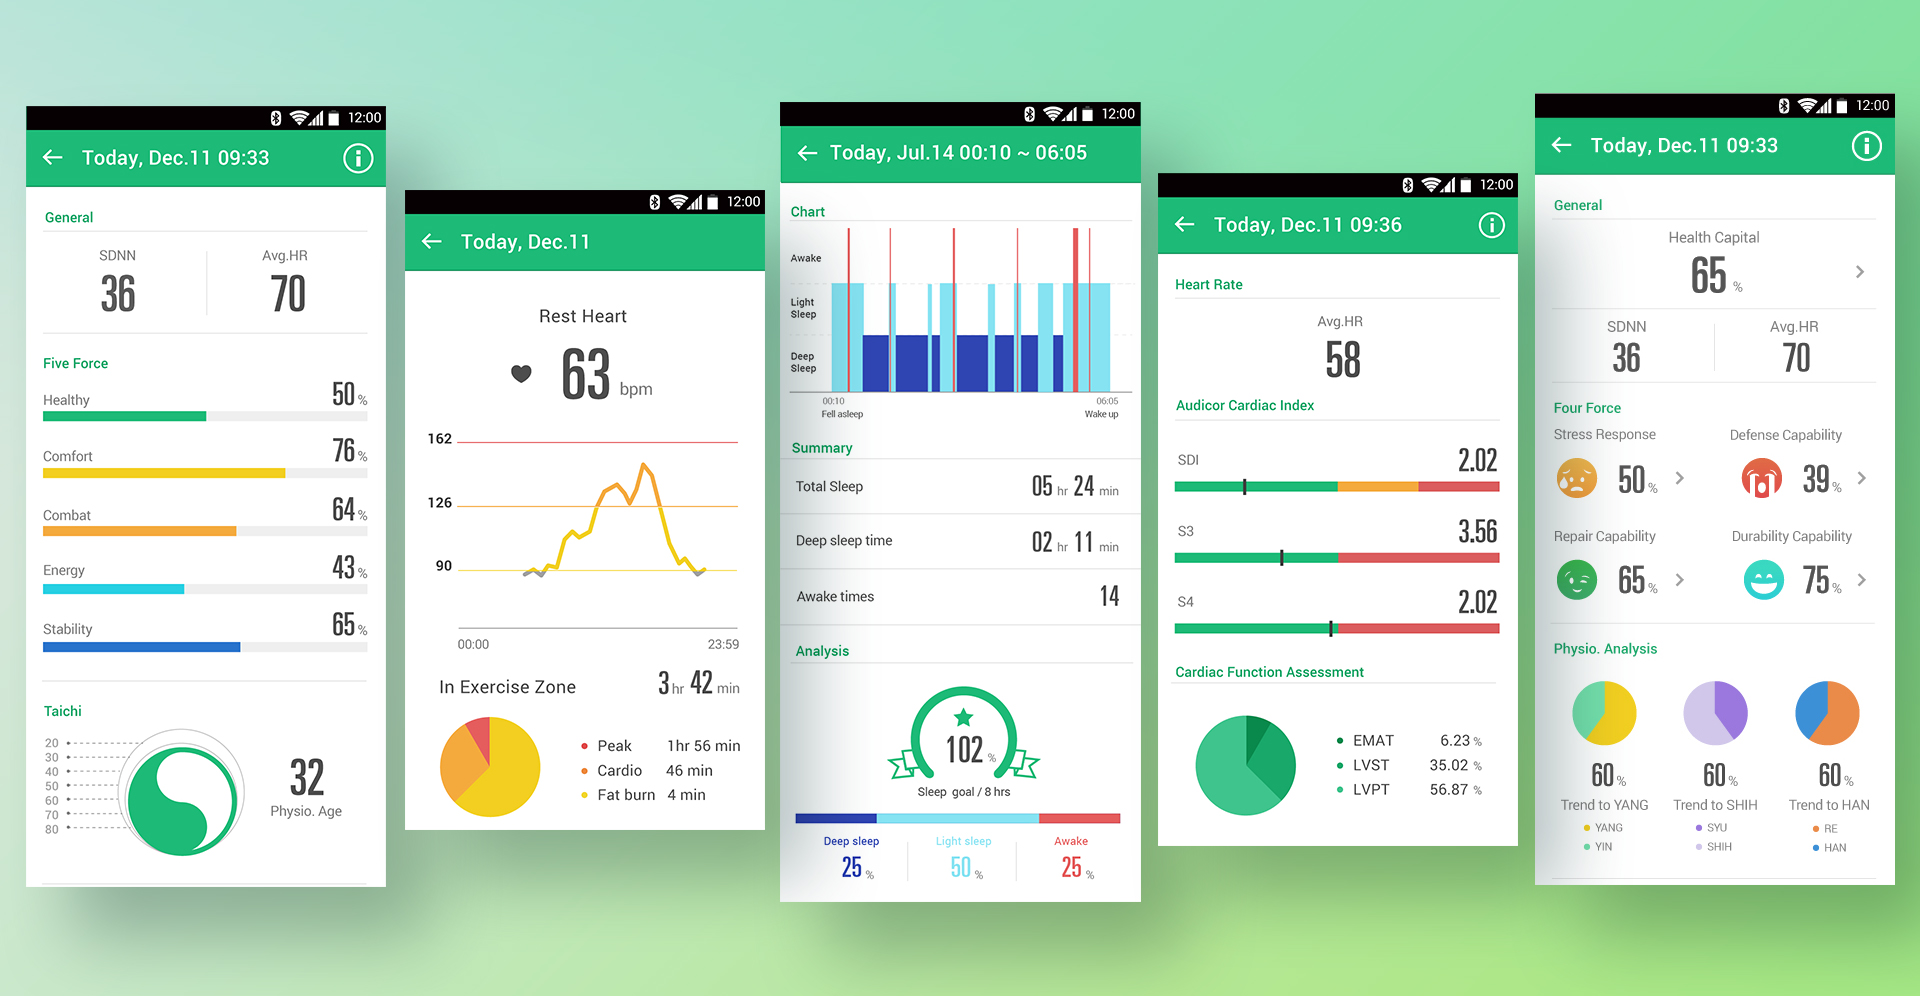 12:00
Today, Dec.11 09:33
General
SDNN
Avg.HR
36
70
Five Force
Healthy 50 %
Comfort 76 %
Combat 64 %
Energy 43 %
Stability 65 %
Taichi
20
30
40
50
60
70
80
32
Physio. Age
12:00
Today, Dec.11
Rest Heart
63 bpm
162
126
90
00:00 23:59
In Exercise Zone 3 hr 42 min
Peak 1hr 56 min
Cardio 46 min
Fat burn 4 min
12:00
Today, Jul.14 00:10 ~ 06:05
Chart
Awake
Light
Sleep
Deep
Sleep
00:10 06:05
Fell asleep Wake up
Summary
Total Sleep 05 hr 24 min
Deep sleep time 02 hr 11 min
Awake times 14
Analysis
102 %
Sleep goal / 8 hrs
Deep sleep Light sleep Awake
25 % 50 % 25 %
12:00
Today, Dec.11 09:36
Heart Rate
Avg.HR
58
Audicor Cardiac Index
SDI 2.02
S3 3.56
S4 2.02
Cardiac Function Assessment
EMAT 6.23 %
LVST 35.02 %
LVPT 56.87 %
12:00
Today, Dec.11 09:33
General
Health Capital
65 %
SDNN Avg.HR
36 70
Four Force
Stress Response Defense Capability
50 % 39 %
Repair Capability Durability Capability
65 % 75 %
Physio. Analysis
60 % 60 % 60 %
Trend to YANG Trend to SHIH Trend to HAN
YANG SYU RE
YIN SHIH HAN